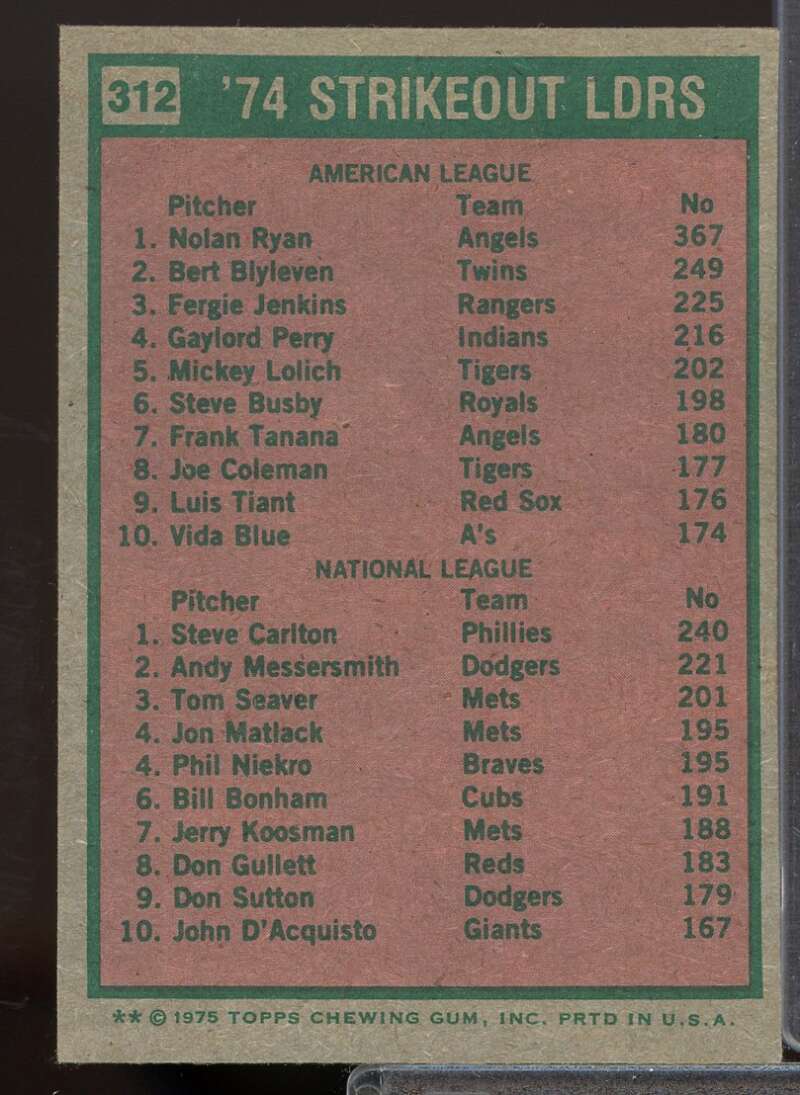 312 '74 STRIKEOUT LDRS
AMERICAN LEAGUE
Pitcher Team No
1. Nolan Ryan Angels 367
2. Bert Blyleven Twins 249
3. Fergie Jenkins Rangers 225
4. Gaylord Perry Indians 216
5. Mickey Lolich Tigers 202
6. Steve Busby Royals 198
7. Frank Tanana Angels 180
8. Joe Coleman Tigers 177
9. Luis Tiant Red Sox 176
10. Vida Blue A's 174
NATIONAL LEAGUE
Pitcher Team No
1. Steve Carlton Phillies 240
2. Andy Messersmith Dodgers 221
3. Tom Seaver Mets 201
4. Jon Matlack Mets 195
4. Phil Niekro Braves 195
6. Bill Bonham Cubs 191
7. Jerry Koosman Mets 188
8. Don Gullett Reds 183
9. Don Sutton Dodgers 179
10. John D'Acquisto Giants 167
** © 1975 TOPPS CHEWING GUM, INC. PRTD IN U.S.A.